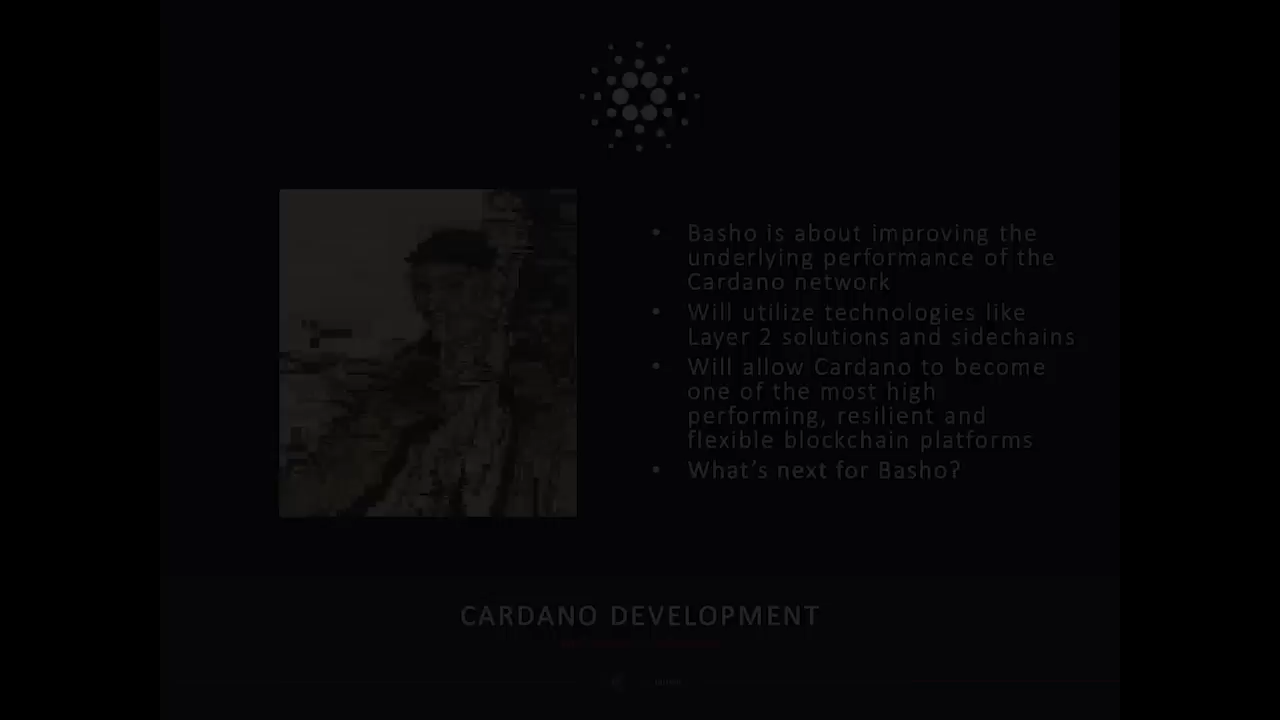 • Basho is about improving the
underlying performance of the
Cardano network
• Will utilize technologies like
Layer 2 solutions and sidechains
• Will allow Cardano to become
one of the most high
performing, resilient and
flexible blockchain platforms
• What's next for Basho?
CARDANO DEVELOPMENT